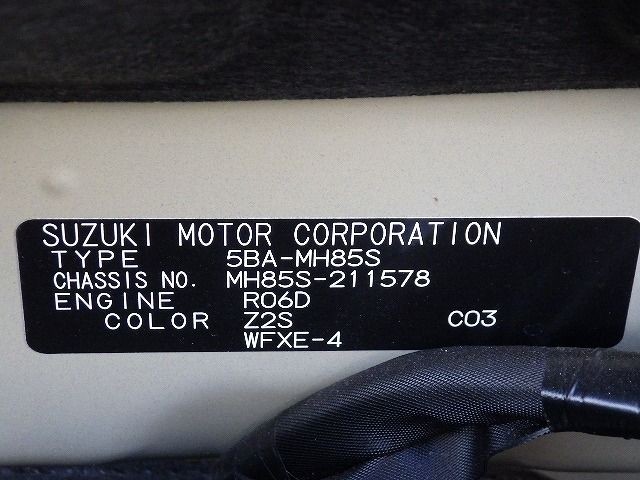 SUZUKI MOTOR CORPORATION
TYPE 5BA-MH85S
CHASSIS NO. MH85S-211578
ENGINE R06D
COLOR Z2S C03
WFXE-4